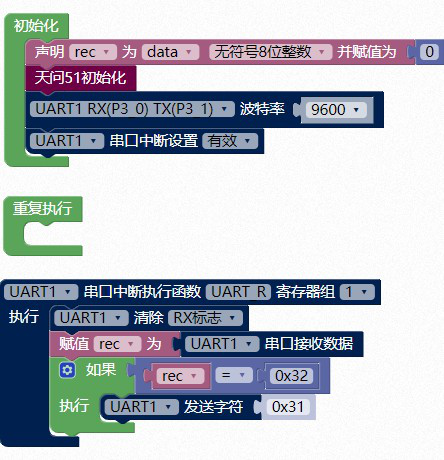 初始化
声明 rec 为 data 无符号8位整数 并赋值为 0
天问51初始化
UART1 RX(P3_0) TX(P3_1) 波特率 9600
UART1 串口中断设置 有效
重复执行
UART1 串口中断执行函数 UART_R 寄存器组 1
执行 UART1 清除 RX标志
赋值 rec 为 UART1 串口接收数据
如果 rec = 0x32
执行 UART1 发送字符 0x31